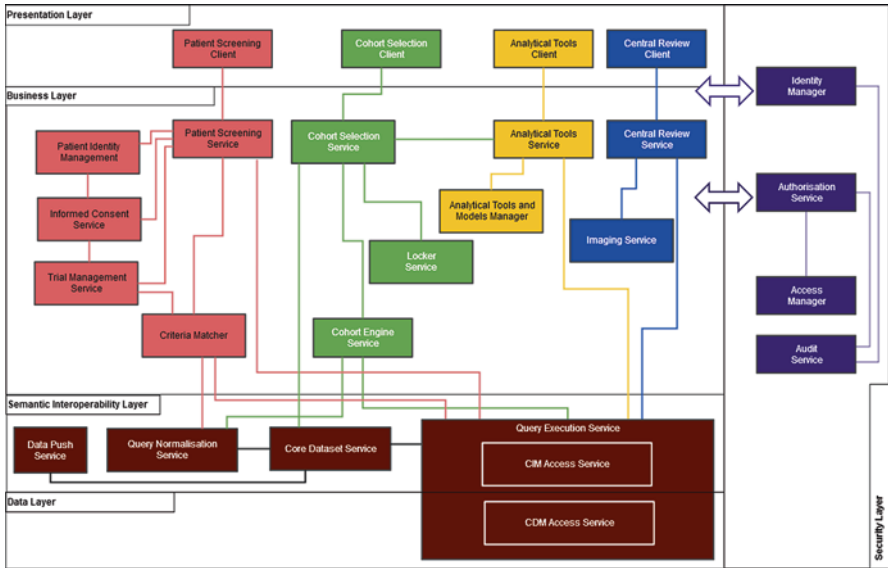 Presentation Layer
Patient Screening
Client
Cohort Selection
Client
Analytical Tools
Client
Central Review
Client
Identity
Manager
Business Layer
Patient Identity
Management
Patient Screening
Service
Cohort Selection
Service
Analytical Tools
Service
Central Review
Service
Informed Consent
Service
Analytical Tools and
Models Manager
Authorisation
Service
Imaging Service
Locker
Service
Trial Management
Service
Access
Manager
Criteria Matcher
Cohort Engine
Service
Audit
Service
Semantic Interoperability Layer
Data Push
Service
Query Normalisation
Service
Core Dataset Service
Query Execution Service
CIM Access Service
Data Layer
CDM Access Service
Security Layer